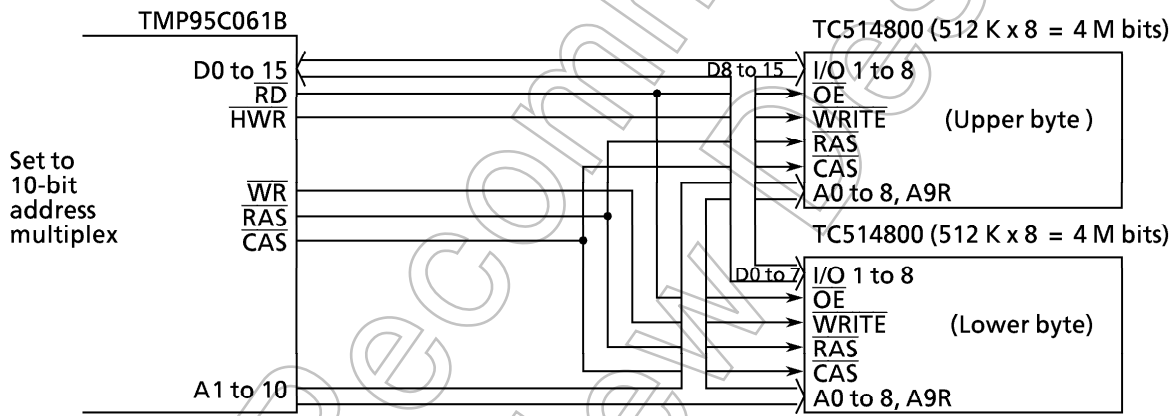 TMP95C061B
Set to
10-bit
address
multiplex
D0 to 15
RD
HWR
WR
RAS
CAS
A1 to 10
TC514800 (512 K x 8 = 4 M bits)
D8 to 15
I/O 1 to 8
OE
WRITE
(Upper byte )
RAS
CAS
A0 to 8, A9R
TC514800 (512 K x 8 = 4 M bits)
D0 to 7
I/O 1 to 8
OE
WRITE
(Lower byte)
RAS
CAS
A0 to 8, A9R